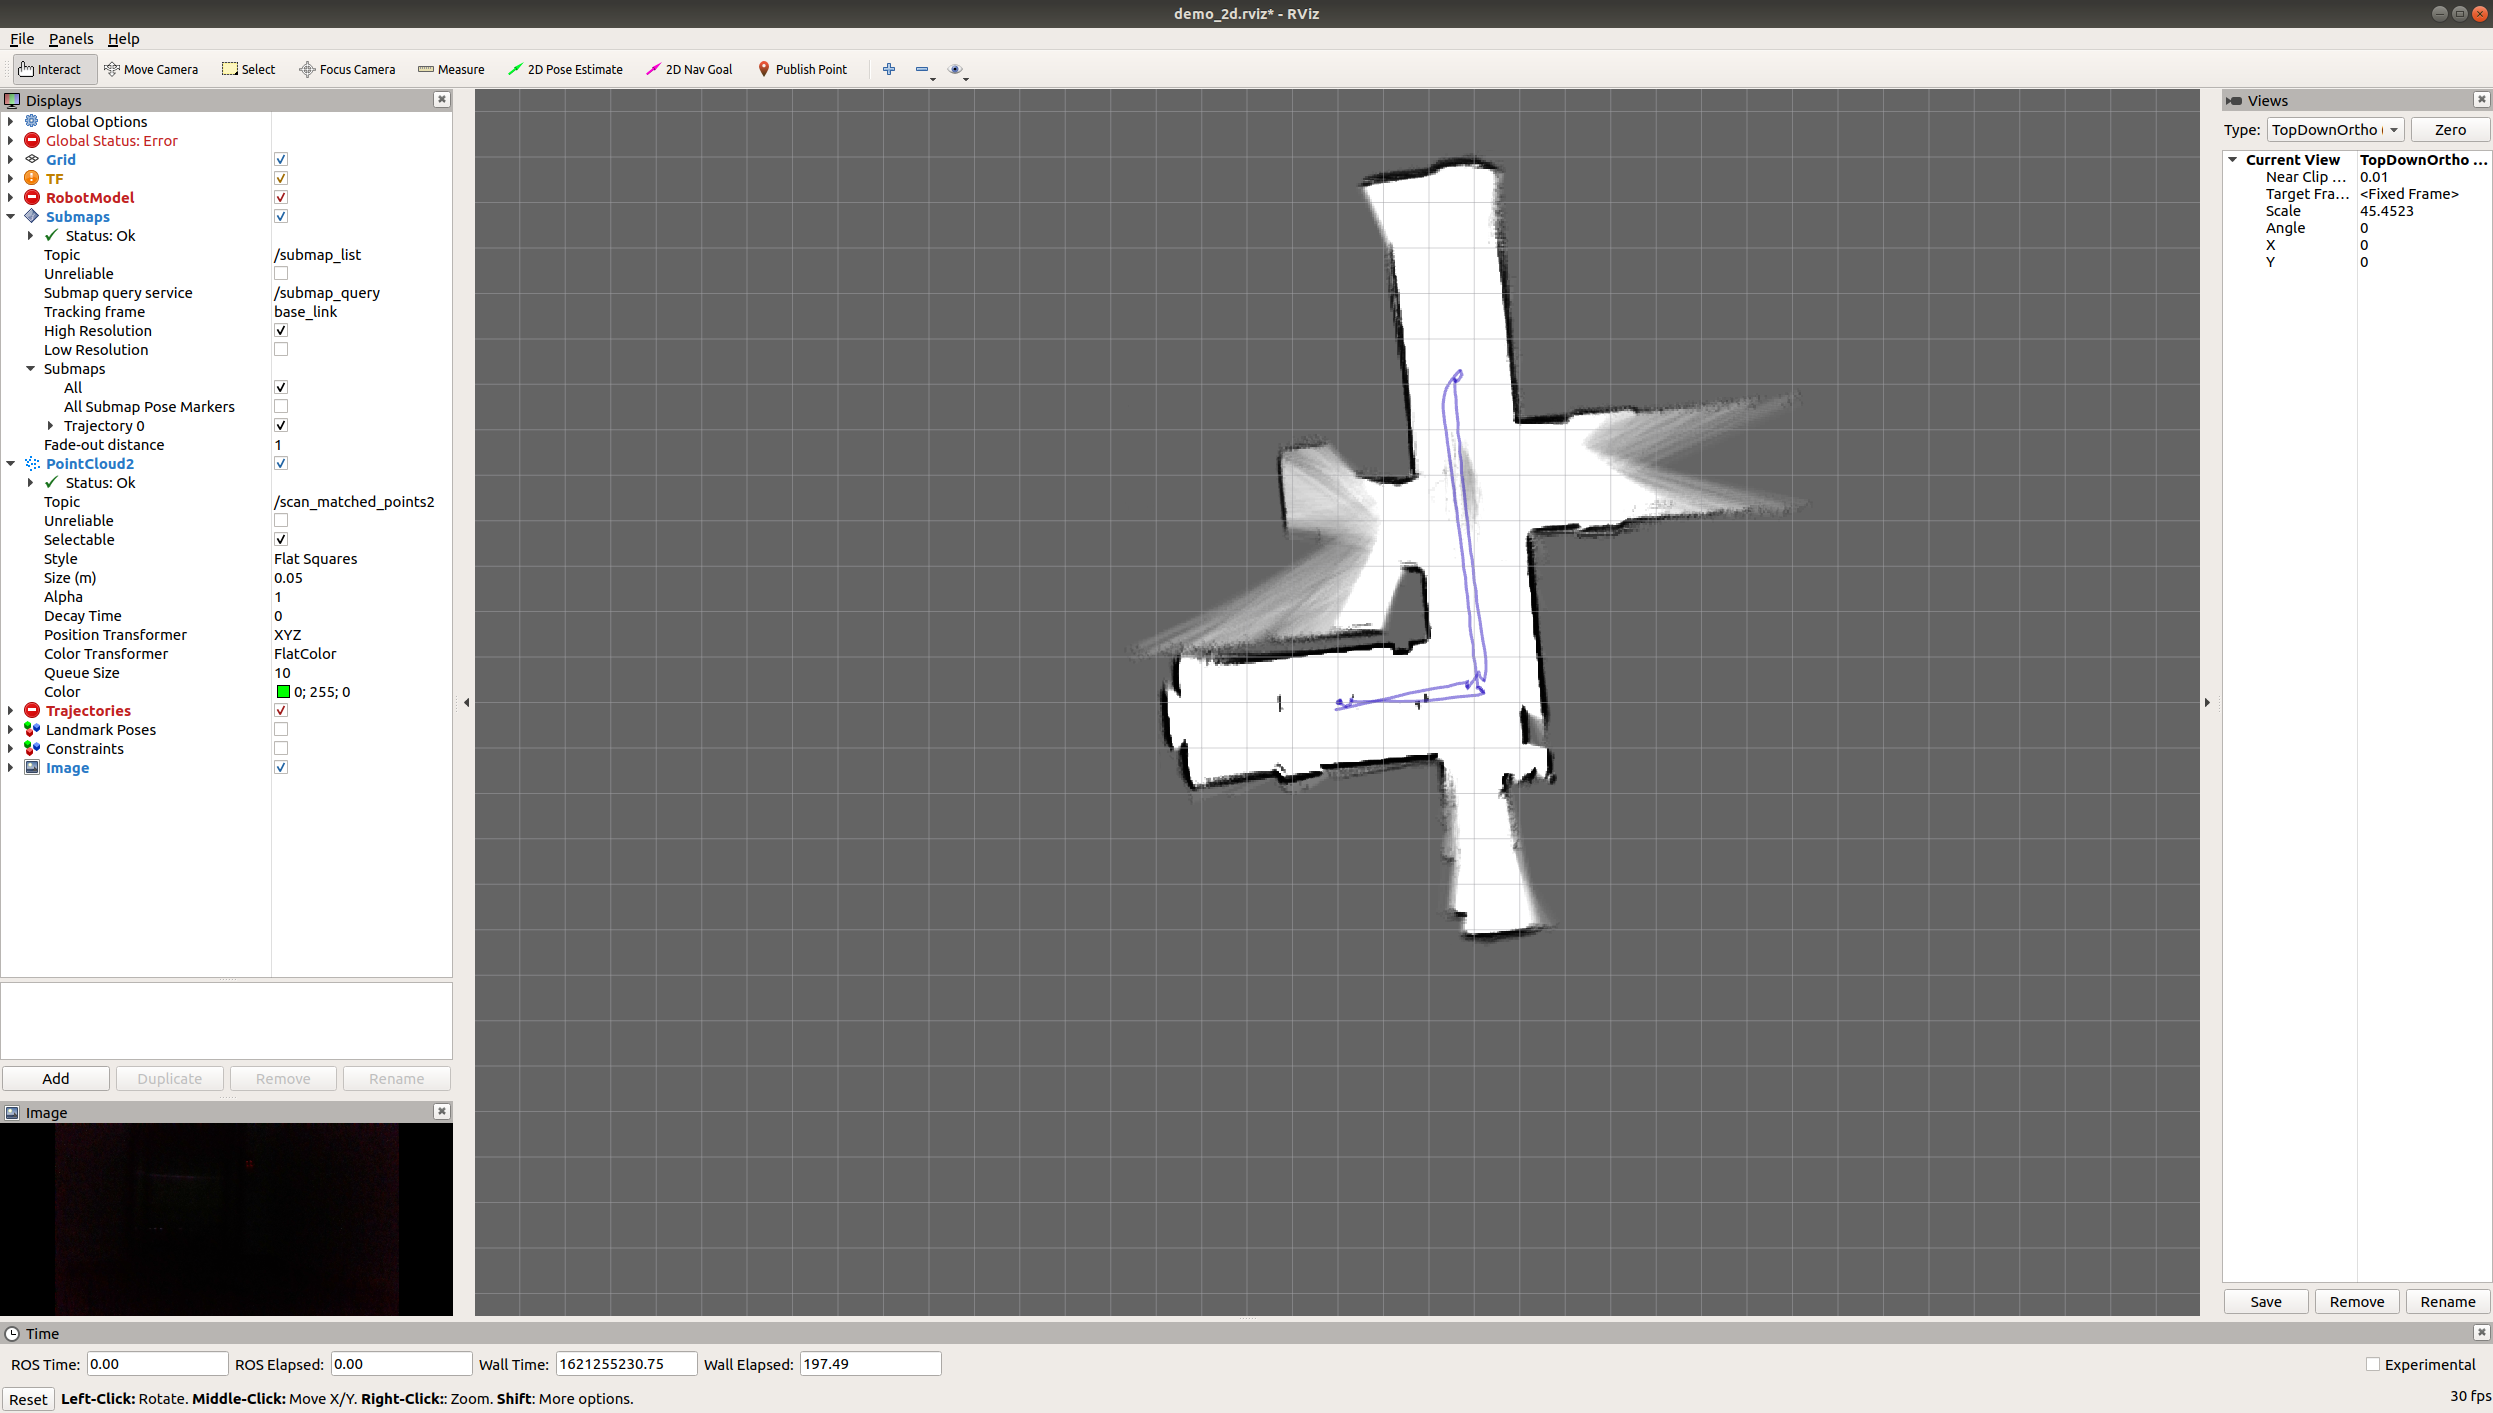 demo_2d.rviz* - RViz
File Panels Help
Interact Move Camera Select Focus Camera Measure 2D Pose Estimate 2D Nav Goal Publish Point
Displays
Global Options
Global Status: Error
Grid
TF
RobotModel
Submaps
Status: Ok
Topic /submap_list
Unreliable
Submap query service /submap_query
Tracking frame base_link
High Resolution
Low Resolution
Submaps
All
All Submap Pose Markers
Trajectory 0
Fade-out distance 1
PointCloud2
Status: Ok
Topic /scan_matched_points2
Unreliable
Selectable
Style Flat Squares
Size (m) 0.05
Alpha 1
Decay Time 0
Position Transformer XYZ
Color Transformer FlatColor
Queue Size 10
Color 0; 255; 0
Trajectories
Landmark Poses
Constraints
Image
Add Duplicate Remove Rename
Image
Views
Type: TopDownOrtho ( Zero
Current View TopDownOrtho ...
Near Clip ... 0.01
Target Fra... <Fixed Frame>
Scale 45.4523
Angle 0
X 0
Y 0
Save Remove Rename
Time
ROS Time: 0.00 ROS Elapsed: 0.00 Wall Time: 1621255230.75 Wall Elapsed: 197.49 Experimental
Reset Left-Click: Rotate. Middle-Click: Move X/Y. Right-Click:: Zoom. Shift: More options. 30 fps